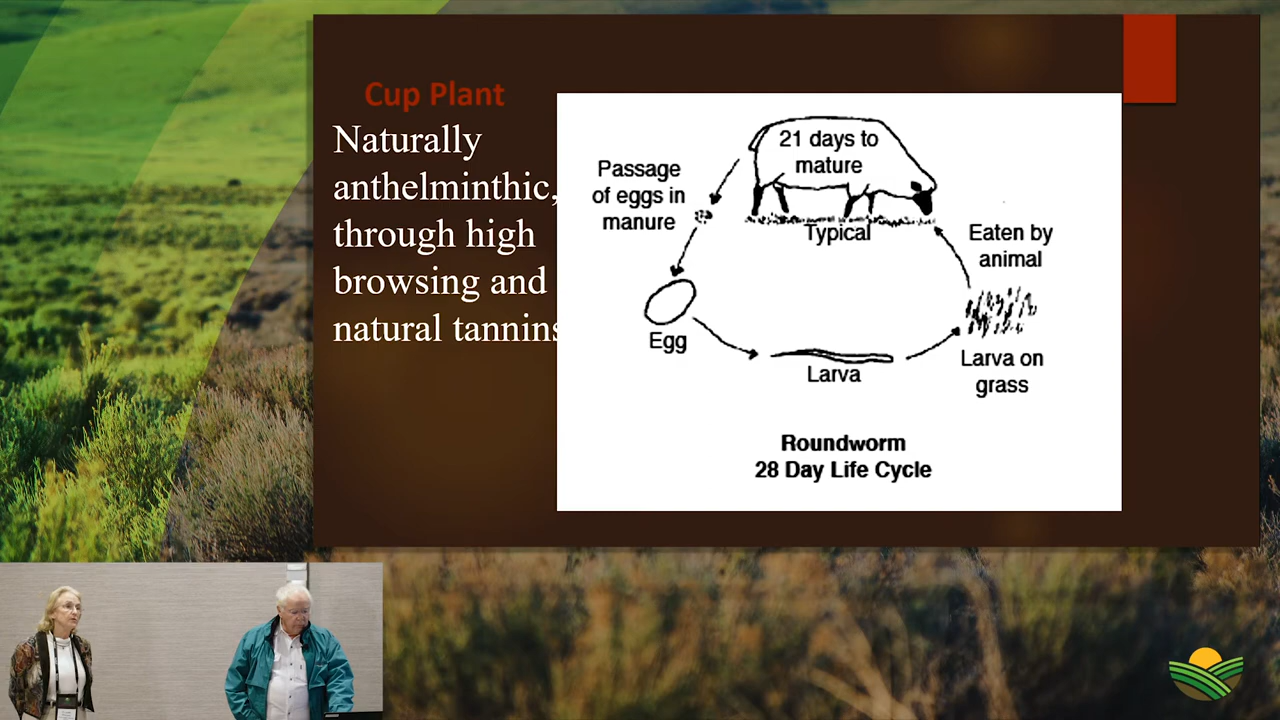 Cup Plant
Naturally
anthelminthic,
through high
browsing and
natural tannins
21 days to
mature
Passage
of eggs in
manure
Typical
Eaten by
animal
Egg
Larva
Larva on
grass
Roundworm
28 Day Life Cycle